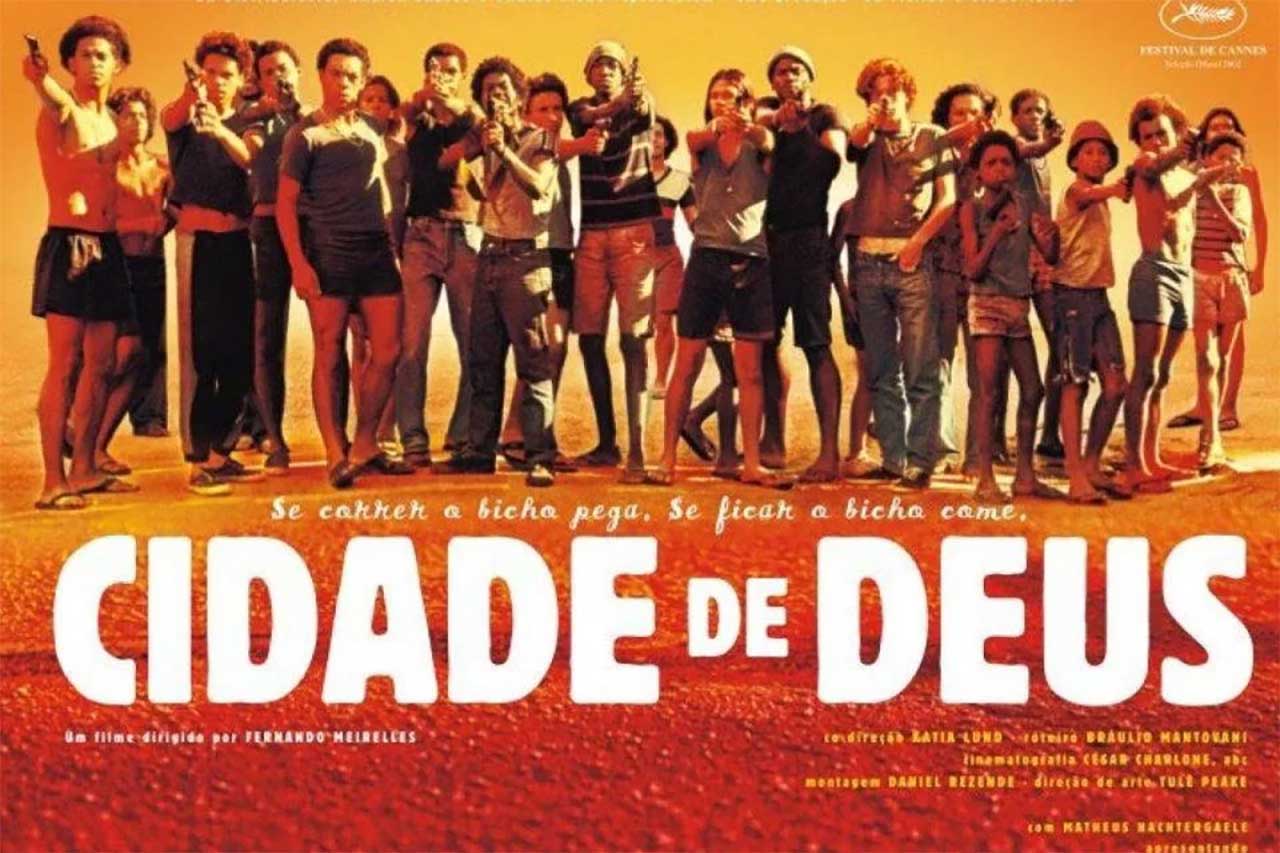 FESTIVAL DE CANNES
Se correr o bicho pega. Se ficar o bicho come.
CIDADE DE DEUS
Um filme dirigido por FERNANDO MEIRELLES
co-direção KATIA LUND - roteiro BRÁULIO MANTOVANI
cinematografia CÉSAR CHARLONE, abc
montagem DANIEL REZENDE - direção de arte TULÉ PEAKE
com MATHEUS NACHTERGAELE
apresentando